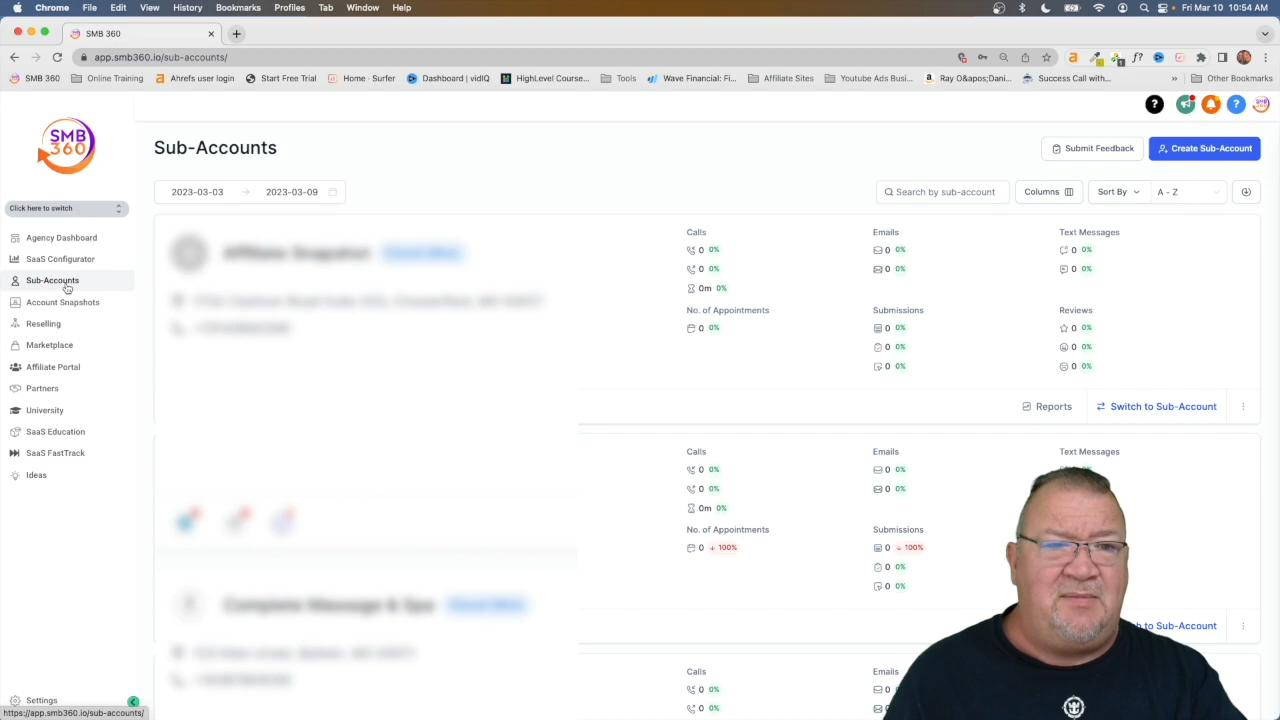 Chrome File Edit View History Bookmarks Profiles Tab Window Help Fri Mar 10 10:54 AM
SMB 360
app.smb360.io/sub-accounts/
SMB 360 Online Training Ahrefs user login Start Free Trial Home · Surfer Dashboard | vidIQ HighLevel Course... Tools Wave Financial: Fi... Affiliate Sites Youtube Ads Busi... Ray O&apos;Dani... Success Call with... » Other Bookmarks
SMB
360
Click here to switch
Agency Dashboard
SaaS Configurator
Sub-Accounts
Account Snapshots
Reselling
Marketplace
Affiliate Portal
Partners
University
SaaS Education
SaaS FastTrack
Ideas
Settings
https://app.smb360.io/sub-accounts/
Sub-Accounts
Submit Feedback Create Sub-Account
2023-03-03 → 2023-03-09
Search by sub-account Columns Sort By A - Z
Affiliate Snapshot
Calls Emails Text Messages
0 0% 0 0% 0 0%
0 0% 0 0% 0 0%
0m 0%
No. of Appointments Submissions Reviews
0 0% 0 0% 0 0%
0 0% 0 0%
0 0% 0 0%
Reports Switch to Sub-Account
Calls Emails Text Messages
0 0% 0 0%
0 0% 0 0%
0m 0%
No. of Appointments Submissions
0 ↓ 100% 0 ↓ 100%
0 0%
0 0%
to Sub-Account
Complete Massage & Spa
Calls Emails
0 0% 0
0 0% 0